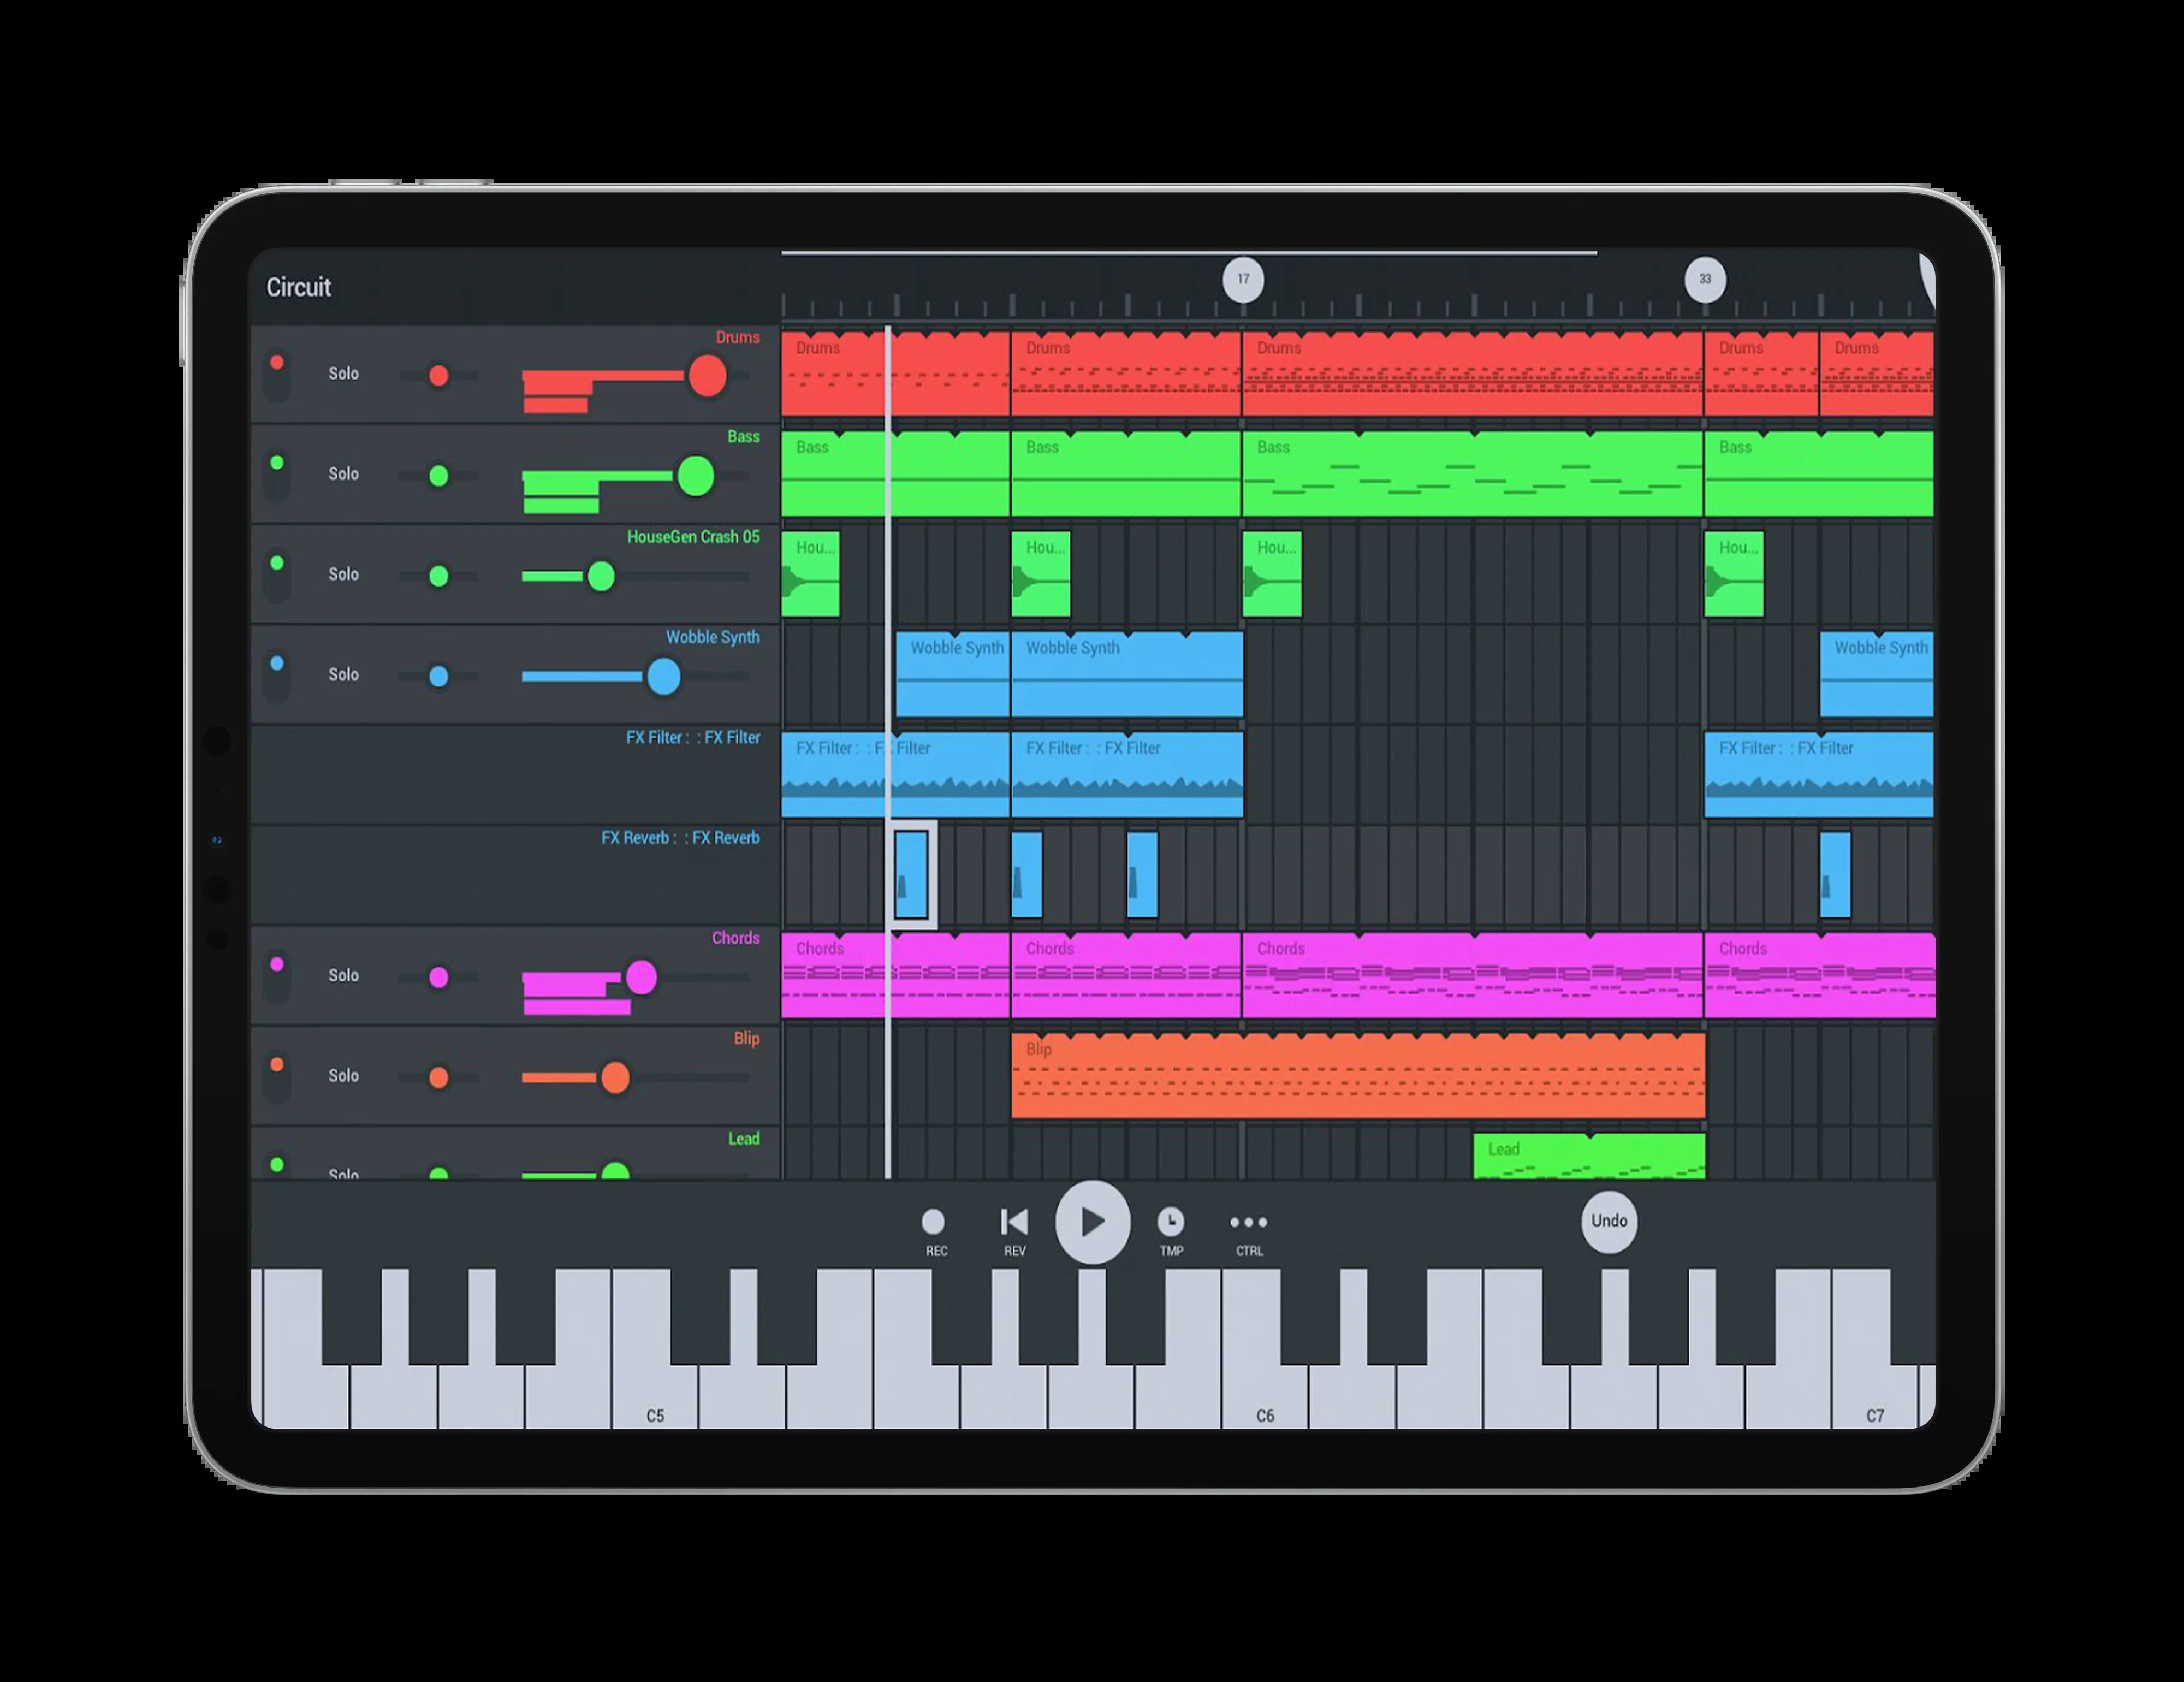 Circuit
17
33
Drums
Solo
Drums
Drums
Drums
Drums
Drums
Bass
Solo
Bass
Bass
Bass
Bass
HouseGen Crash 05
Solo
Hou...
Hou...
Hou...
Hou...
Wobble Synth
Solo
Wobble Synth
Wobble Synth
Wobble Synth
FX Filter : : FX Filter
FX Filter : : FX Filter
FX Filter : : FX Filter
FX Filter : : FX Filter
FX Reverb : : FX Reverb
Chords
Solo
Chords
Chords
Chords
Chords
Blip
Solo
Blip
Lead
Solo
Lead
REC
REV
TMP
CTRL
Undo
C5
C6
C7